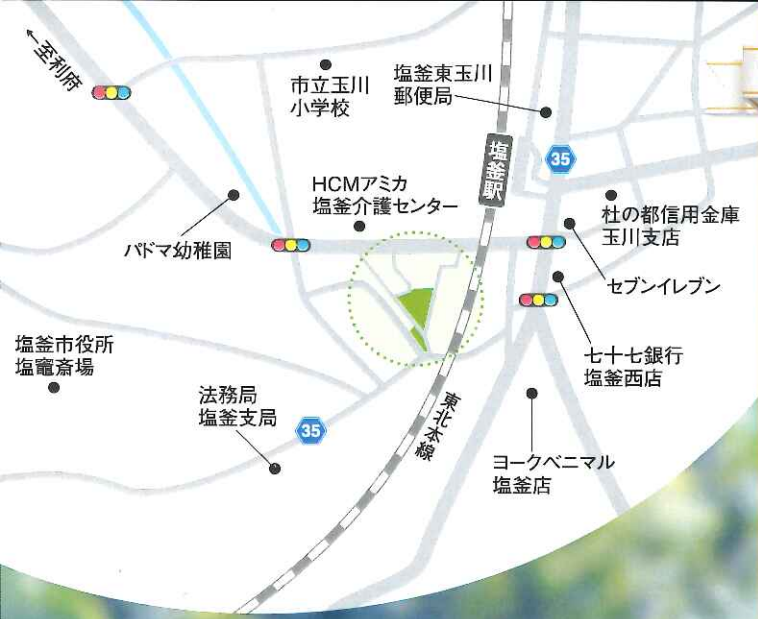 ←至利府
市立玉川
小学校
塩釜東玉川
郵便局
塩釜駅
35
HCMアミカ
塩釜介護センター
杜の都信用金庫
玉川支店
パドマ幼稚園
セブンイレブン
塩釜市役所
塩竈斎場
七十七銀行
塩釜西店
法務局
塩釜支局
35
東北本線
ヨークベニマル
塩釜店